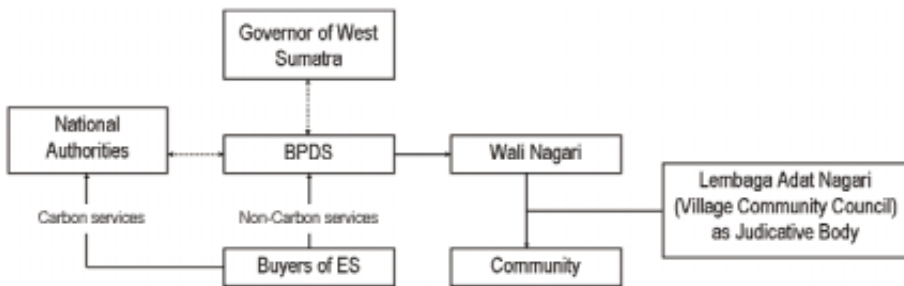 Governor of West
Sumatra
National
Authorities
BPDS
Wali Nagari
Lembaga Adat Nagari
(Village Community Council)
as Judicative Body
Carbon services
Non-Carbon services
Buyers of ES
Community